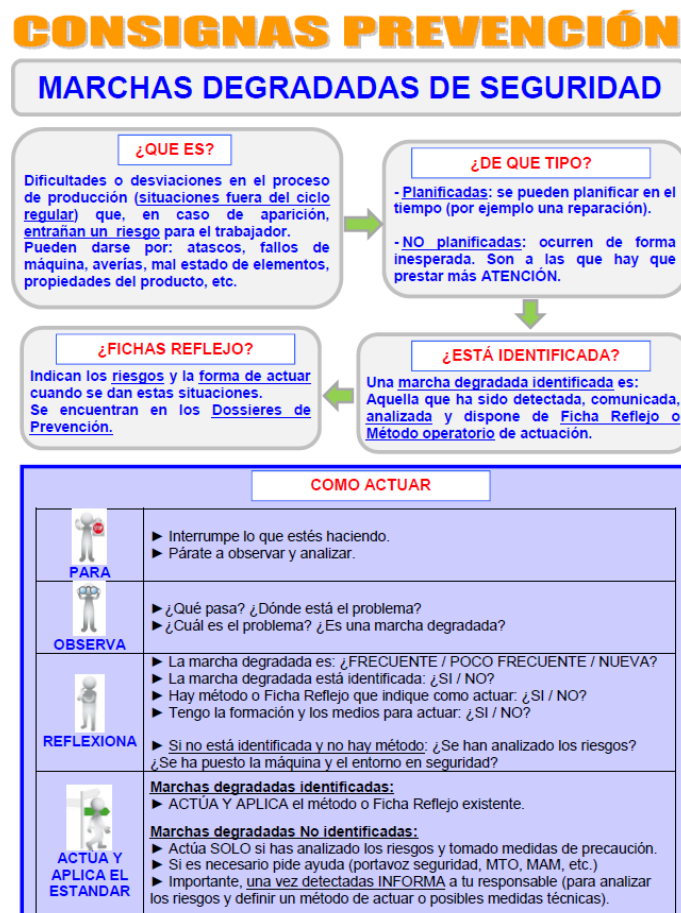 CONSIGNAS PREVENCIÓN
MARCHAS DEGRADADAS DE SEGURIDAD
¿QUE ES?
Dificultades o desviaciones en el proceso
de producción (situaciones fuera del ciclo
regular) que, en caso de aparición,
entrañan un riesgo para el trabajador.
Pueden darse por: atascos, fallos de
máquina, averías, mal estado de elementos,
propiedades del producto, etc.
¿DE QUE TIPO?
- Planificadas: se pueden planificar en el
tiempo (por ejemplo una reparación).
- NO planificadas: ocurren de forma
inesperada. Son a las que hay que
prestar más ATENCIÓN.
¿ESTÁ IDENTIFICADA?
Una marcha degradada identificada es:
Aquella que ha sido detectada, comunicada,
analizada y dispone de Ficha Reflejo o
Método operatorio de actuación.
¿FICHAS REFLEJO?
Indican los riesgos y la forma de actuar
cuando se dan estas situaciones.
Se encuentran en los Dossieres de
Prevención.
COMO ACTUAR
STOP
PARA
► Interrumpe lo que estés haciendo.
► Párate a observar y analizar.
OBSERVA
►¿Qué pasa? ¿Dónde está el problema?
►¿Cuál es el problema? ¿Es una marcha degradada?
REFLEXIONA
► La marcha degradada es: ¿FRECUENTE / POCO FRECUENTE / NUEVA?
► La marcha degradada está identificada: ¿SI / NO?
► Hay método o Ficha Reflejo que indique como actuar: ¿SI / NO?
► Tengo la formación y los medios para actuar: ¿SI / NO?
► Si no está identificada y no hay método: ¿Se han analizado los riesgos?
¿Se ha puesto la máquina y el entorno en seguridad?
ACTÚA Y
APLICA EL
ESTANDAR
Marchas degradadas identificadas:
► ACTÚA Y APLICA el método o Ficha Reflejo existente.
Marchas degradadas No identificadas:
► Actúa SOLO si has analizado los riesgos y tomado medidas de precaución.
► Si es necesario pide ayuda (portavoz seguridad, MTO, MAM, etc.)
► Importante, una vez detectadas INFORMA a tu responsable (para analizar
los riesgos y definir un método de actuar o posibles medidas técnicas).